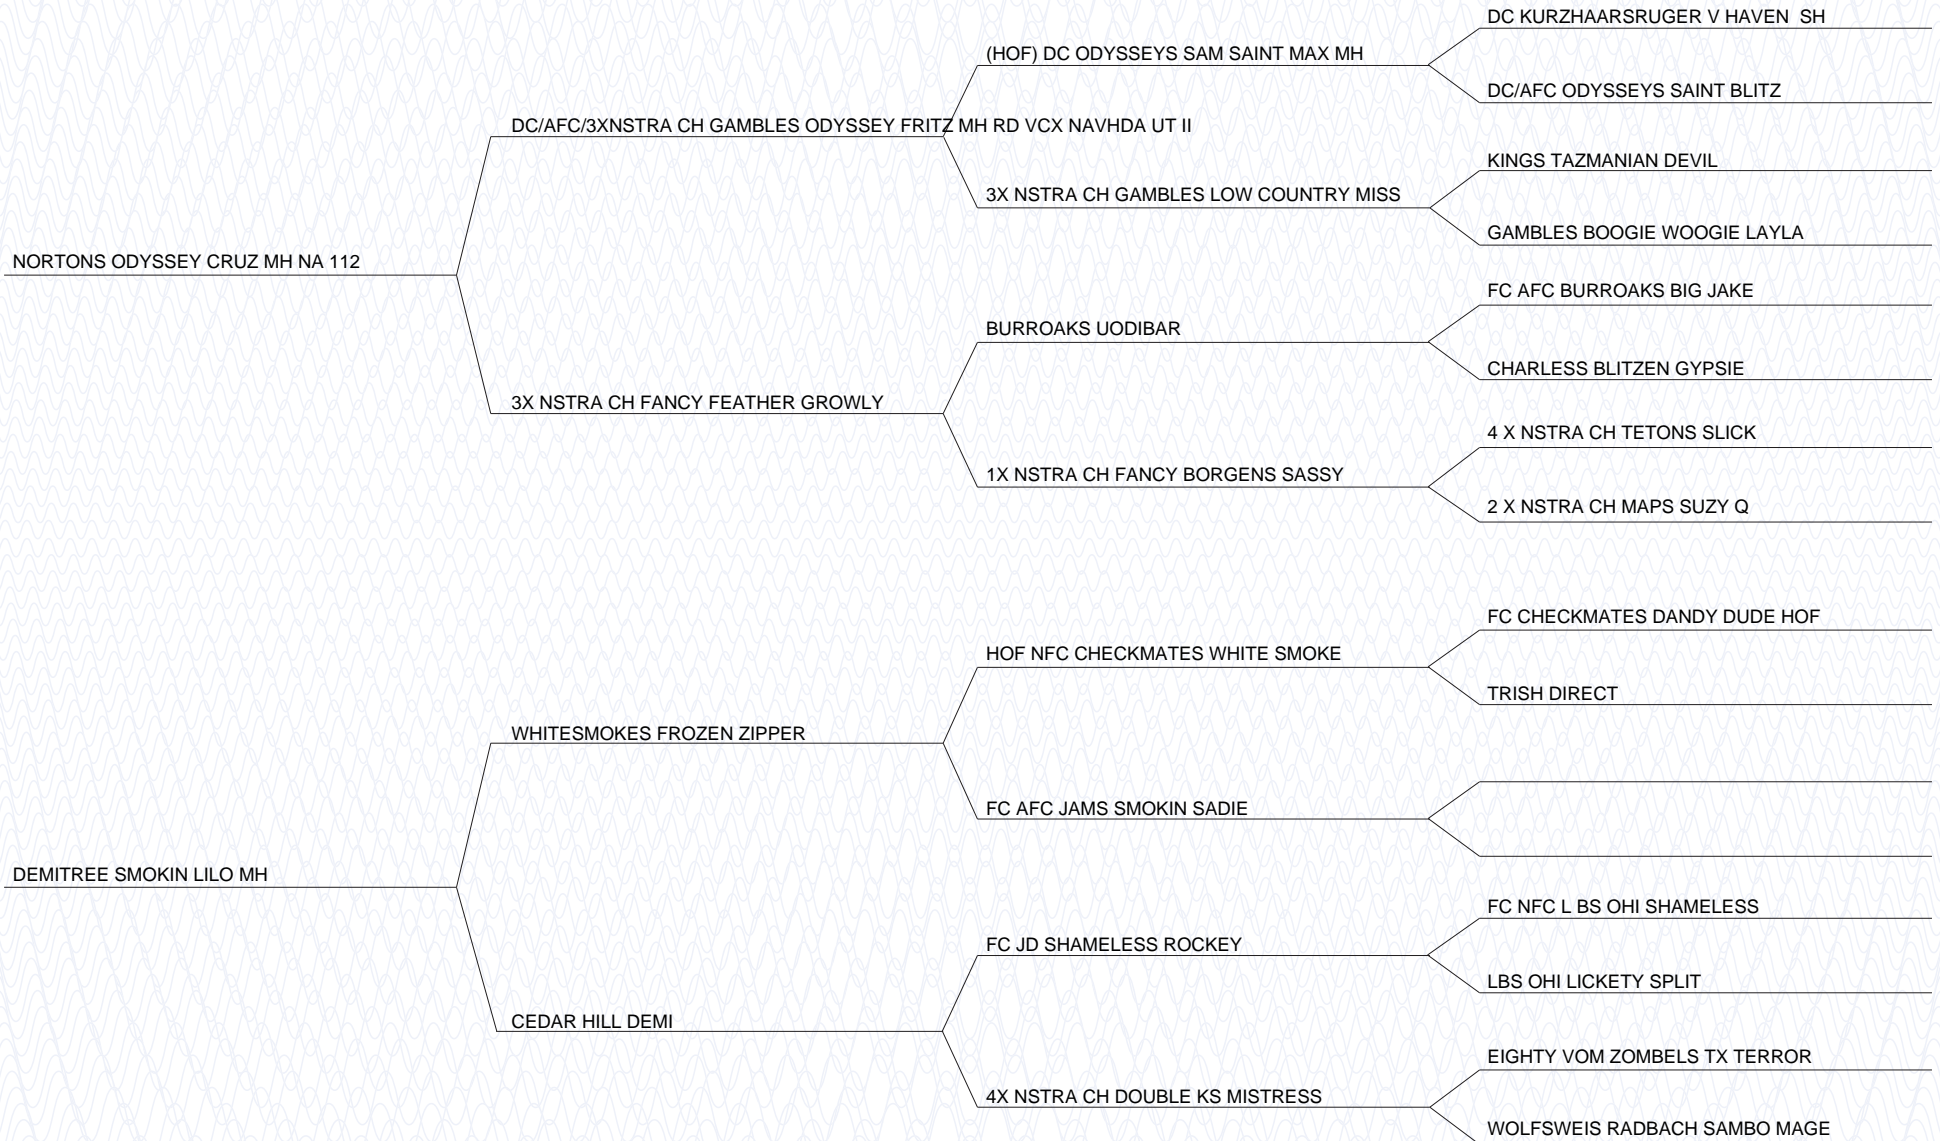 DC KURZHAARSRUGER V HAVEN  SH
(HOF) DC ODYSSEYS SAM SAINT MAX MH
DC/AFC ODYSSEYS SAINT BLITZ
DC/AFC/3XNSTRA CH GAMBLES ODYSSEY FRITZ MH RD VCX NAVHDA UT II
KINGS TAZMANIAN DEVIL
3X NSTRA CH GAMBLES LOW COUNTRY MISS
GAMBLES BOOGIE WOOGIE LAYLA
NORTONS ODYSSEY CRUZ MH NA 112
FC AFC BURROAKS BIG JAKE
BURROAKS UODIBAR
CHARLESS BLITZEN GYPSIE
3X NSTRA CH FANCY FEATHER GROWLY
4 X NSTRA CH TETONS SLICK
1X NSTRA CH FANCY BORGENS SASSY
2 X NSTRA CH MAPS SUZY Q
FC CHECKMATES DANDY DUDE HOF
HOF NFC CHECKMATES WHITE SMOKE
TRISH DIRECT
WHITESMOKES FROZEN ZIPPER
FC AFC JAMS SMOKIN SADIE
DEMITREE SMOKIN LILO MH
FC NFC L BS OHI SHAMELESS
FC JD SHAMELESS ROCKEY
LBS OHI LICKETY SPLIT
CEDAR HILL DEMI
EIGHTY VOM ZOMBELS TX TERROR
4X NSTRA CH DOUBLE KS MISTRESS
WOLFSWEIS RADBACH SAMBO MAGE